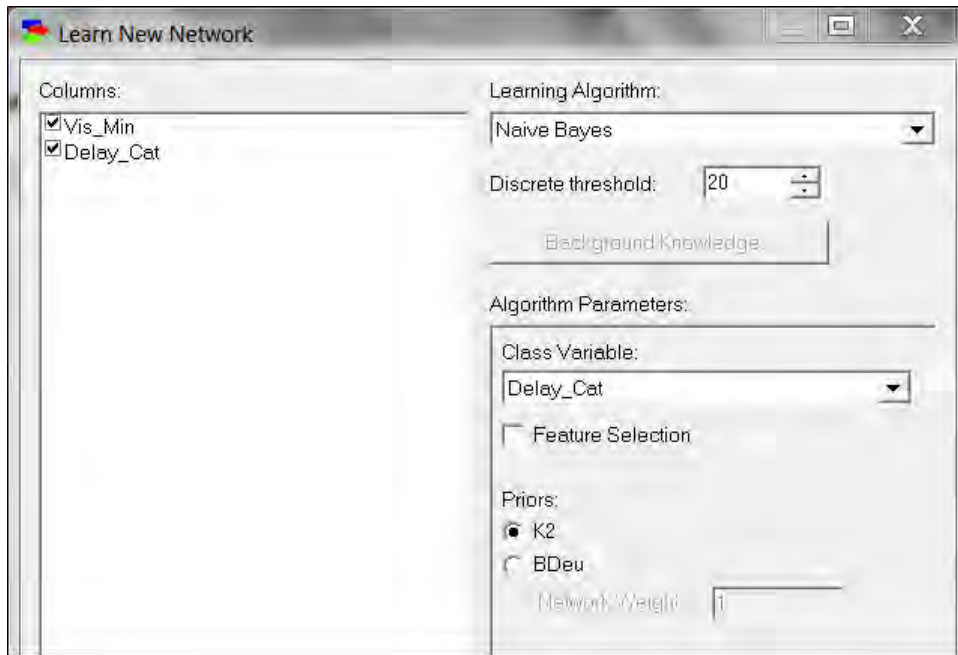 Learn New Network
Columns:
Vis_Min
Delay_Cat
Learning Algorithm:
Naive Bayes
Discrete threshold:
20
Background Knowledge
Algorithm Parameters:
Class Variable:
Delay_Cat
Feature Selection
Priors:
K2
BDeu
Network Weight
1